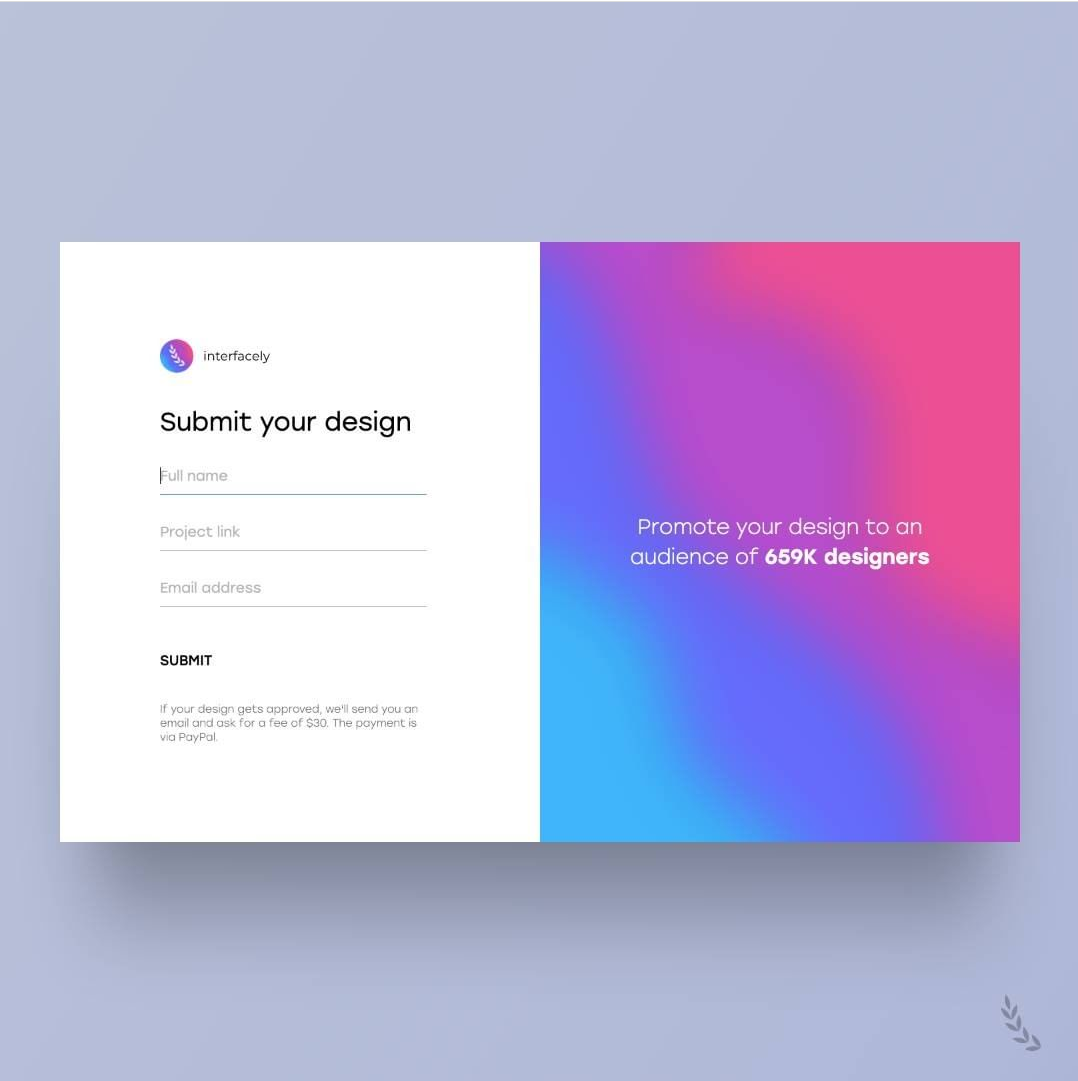 interfacely
Submit your design
Full name
Project link
Email address
SUBMIT
If your design gets approved, we'll send you an
email and ask for a fee of $30. The payment is
via PayPal.
Promote your design to an
audience of 659K designers